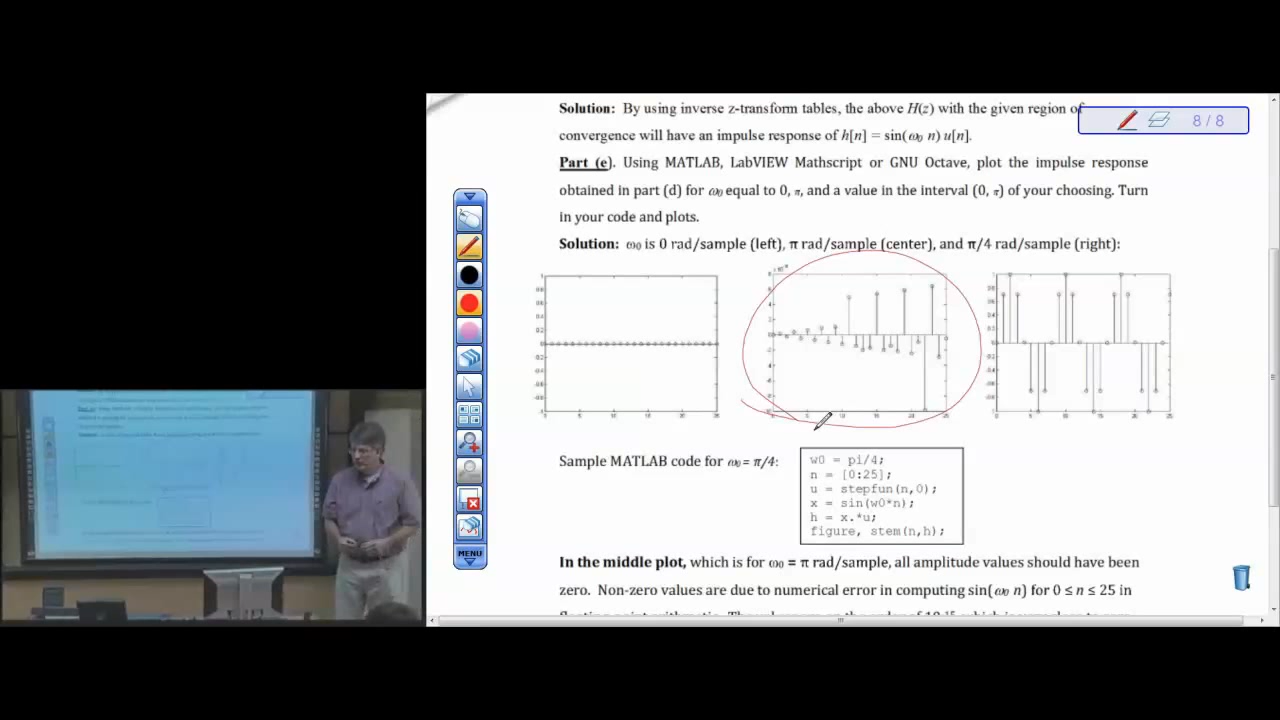 Solution: By using inverse z-transform tables, the above H(z) with the given region of
convergence will have an impulse response of h[n] = sin(ω0 n) u[n].
8 / 8
Part (e). Using MATLAB, LabVIEW Mathscript or GNU Octave, plot the impulse response
obtained in part (d) for ω0 equal to 0, π, and a value in the interval (0, π) of your choosing. Turn
in your code and plots.
Solution: ω0 is 0 rad/sample (left), π rad/sample (center), and π/4 rad/sample (right):
Sample MATLAB code for ω0 = π/4:
w0 = pi/4;
n = [0:25];
u = stepfun(n,0);
x = sin(w0*n);
h = x.*u;
figure, stem(n,h);
MENU
In the middle plot, which is for ω0 = π rad/sample, all amplitude values should have been
zero. Non-zero values are due to numerical error in computing sin(ω0 n) for 0 ≤ n ≤ 25 in